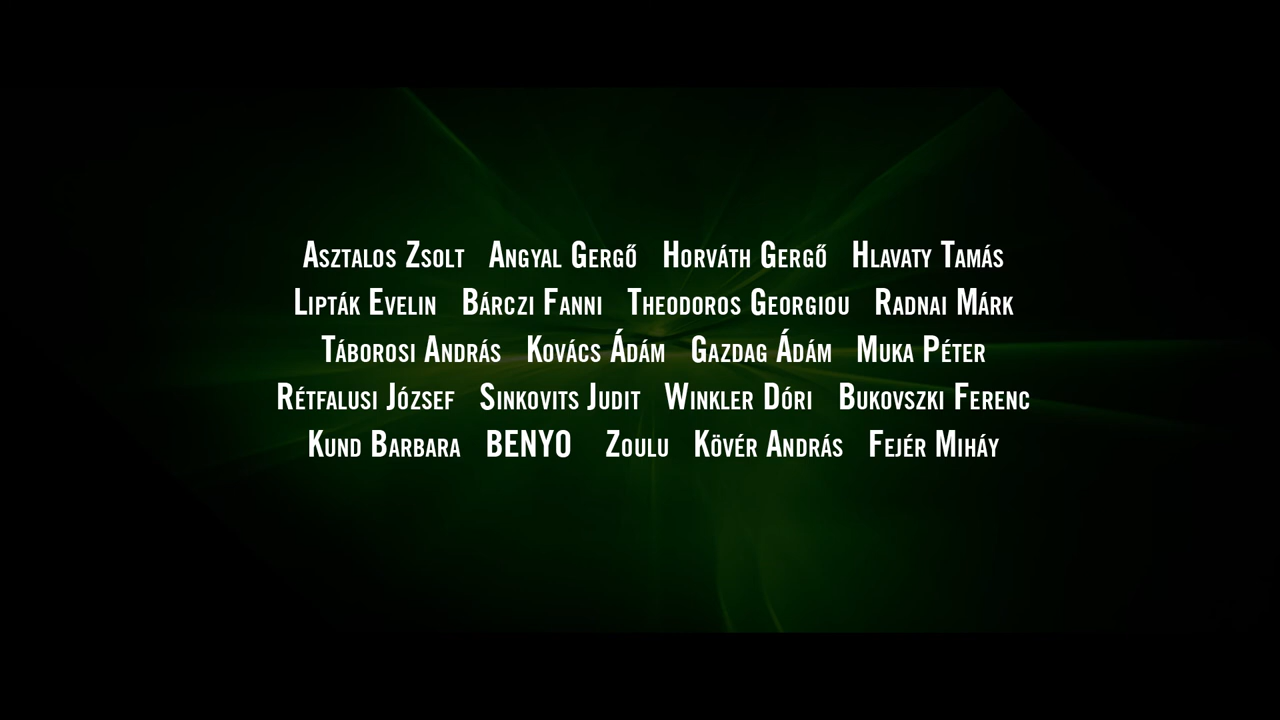 Asztalos Zsolt Angyal Gergő Horváth Gergő Hlavaty Tamás
Lipták Evelin Bárczi Fanni Theodoros Georgiou Radnai Márk
Táborosi András Kovács Ádám Gazdag Ádám Muka Péter
Rétfalusi József Sinkovits Judit Winkler Dóri Bukovszki Ferenc
Kund Barbara BENYO Zoulu Kövér András Fejér Miháy